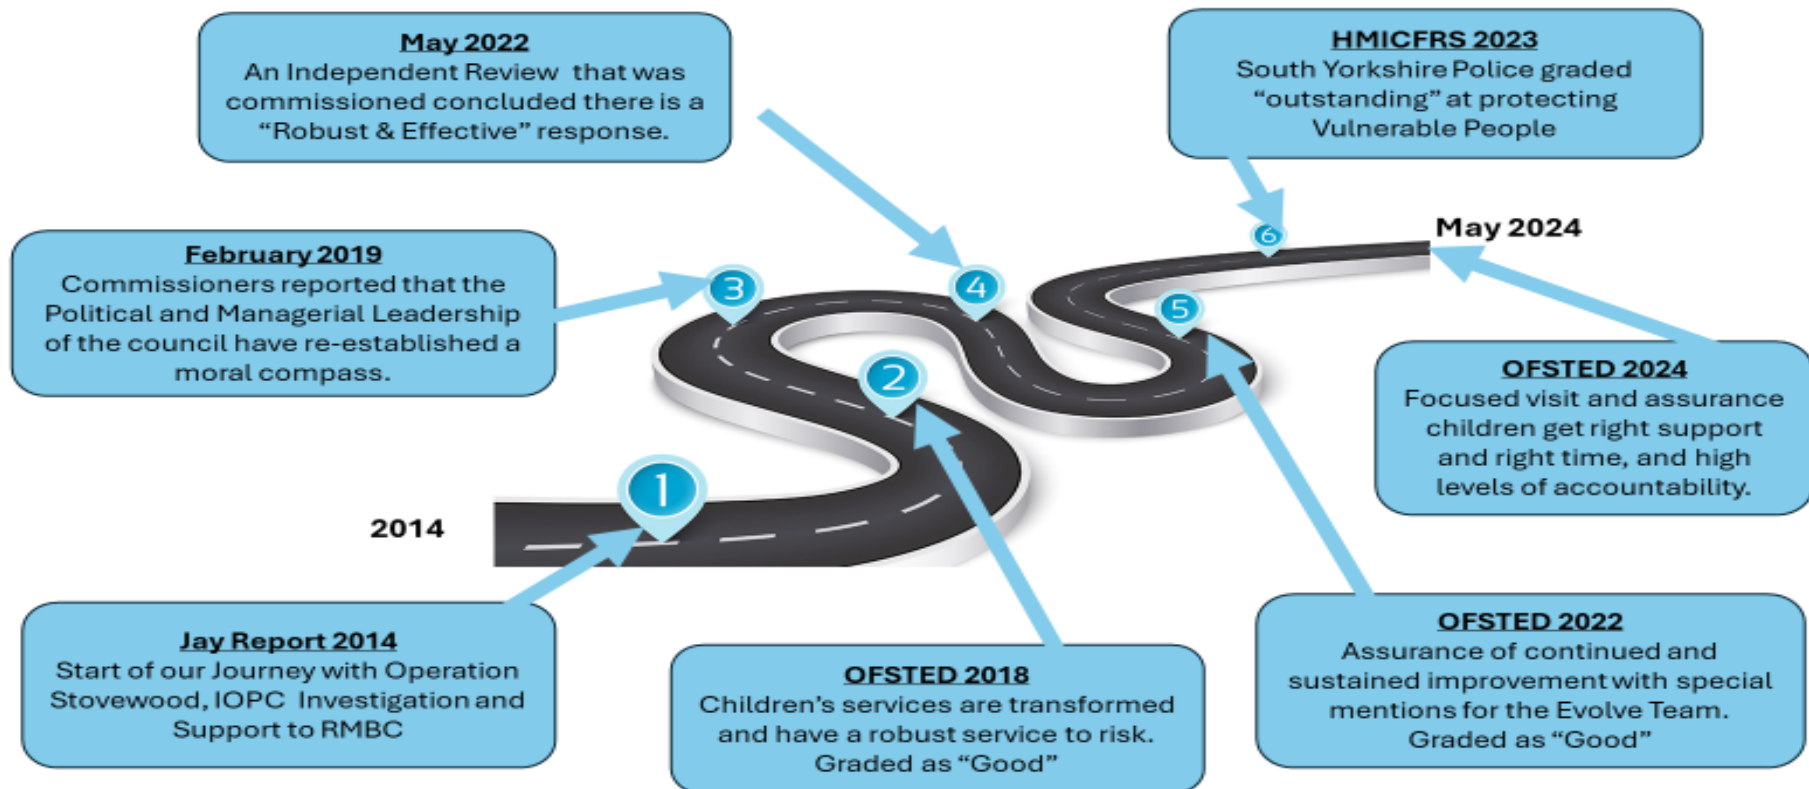 May 2022
An Independent Review that was
commissioned concluded there is a
“Robust & Effective” response.
HMICFRS 2023
South Yorkshire Police graded
“outstanding” at protecting
Vulnerable People
February 2019
Commissioners reported that the
Political and Managerial Leadership
of the council have re-established a
moral compass.
3
4
6
May 2024
5
2
OFSTED 2024
Focused visit and assurance
children get right support
and right time, and high
levels of accountability.
1
2014
Jay Report 2014
Start of our Journey with Operation
Stovewood, IOPC Investigation and
Support to RMBC
OFSTED 2018
Children’s services are transformed
and have a robust service to risk.
Graded as “Good”
OFSTED 2022
Assurance of continued and
sustained improvement with special
mentions for the Evolve Team.
Graded as “Good”